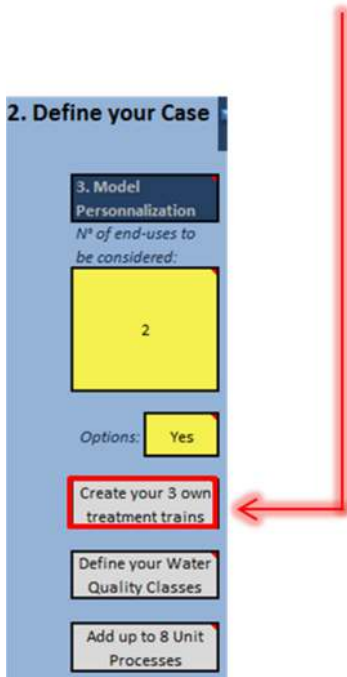 2. Define your Case
3. Model
Personnalization
N° of end-uses to
be considered:
2
Options: Yes
Create your 3 own
treatment trains
Define your Water
Quality Classes
Add up to 8 Unit
Processes